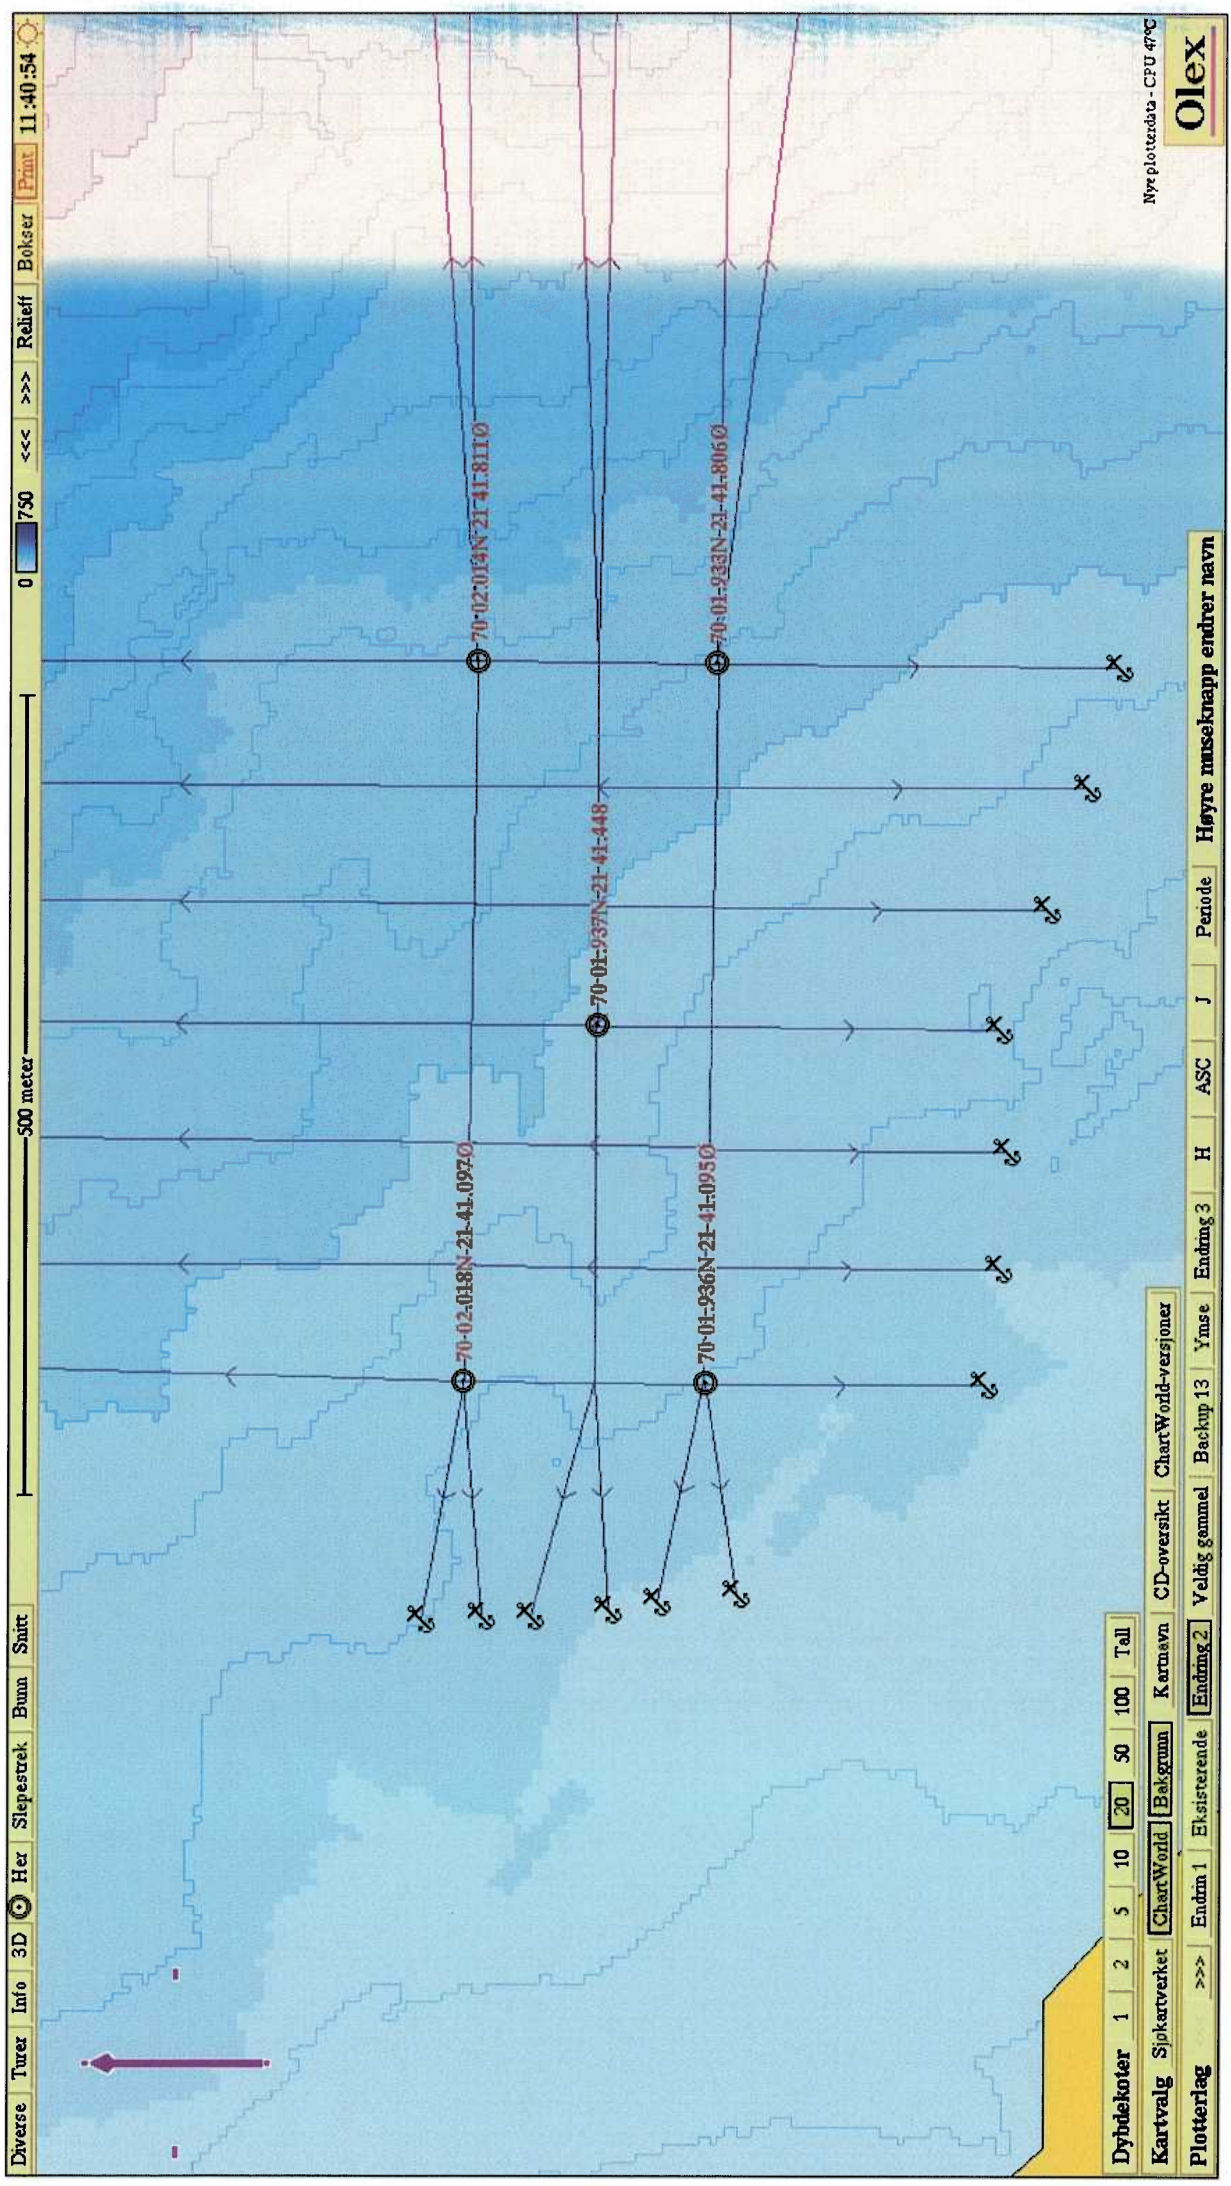 Diverse Turer Info 3D Her Slepestrek Bunn Snitt 500 meter 0 750 <<< >>> Relieff Bokser Print 11:40:54
70-02.018N-21-41.097Ø
70-02.014N-21-41.811Ø
70-01.937N-21-41.448
70-01.936N-21-41.095Ø
70-01.933N-21-41.806Ø
Dybdekoter 1 2 5 10 20 50 100 Tall
Nye plotterdata - CPU 47°C
Kartvalg Sjøkartverket ChartWorld Bakgrunn Kartnavn CD-oversikt ChartWorld-versjoner
Olex
Plotterlag >>> Endrin 1 Eksisterende Endring 2 Veldig gammel Backup 13 Ymse Endring 3 H ASC J Periode Høyre museknapp endrer navn